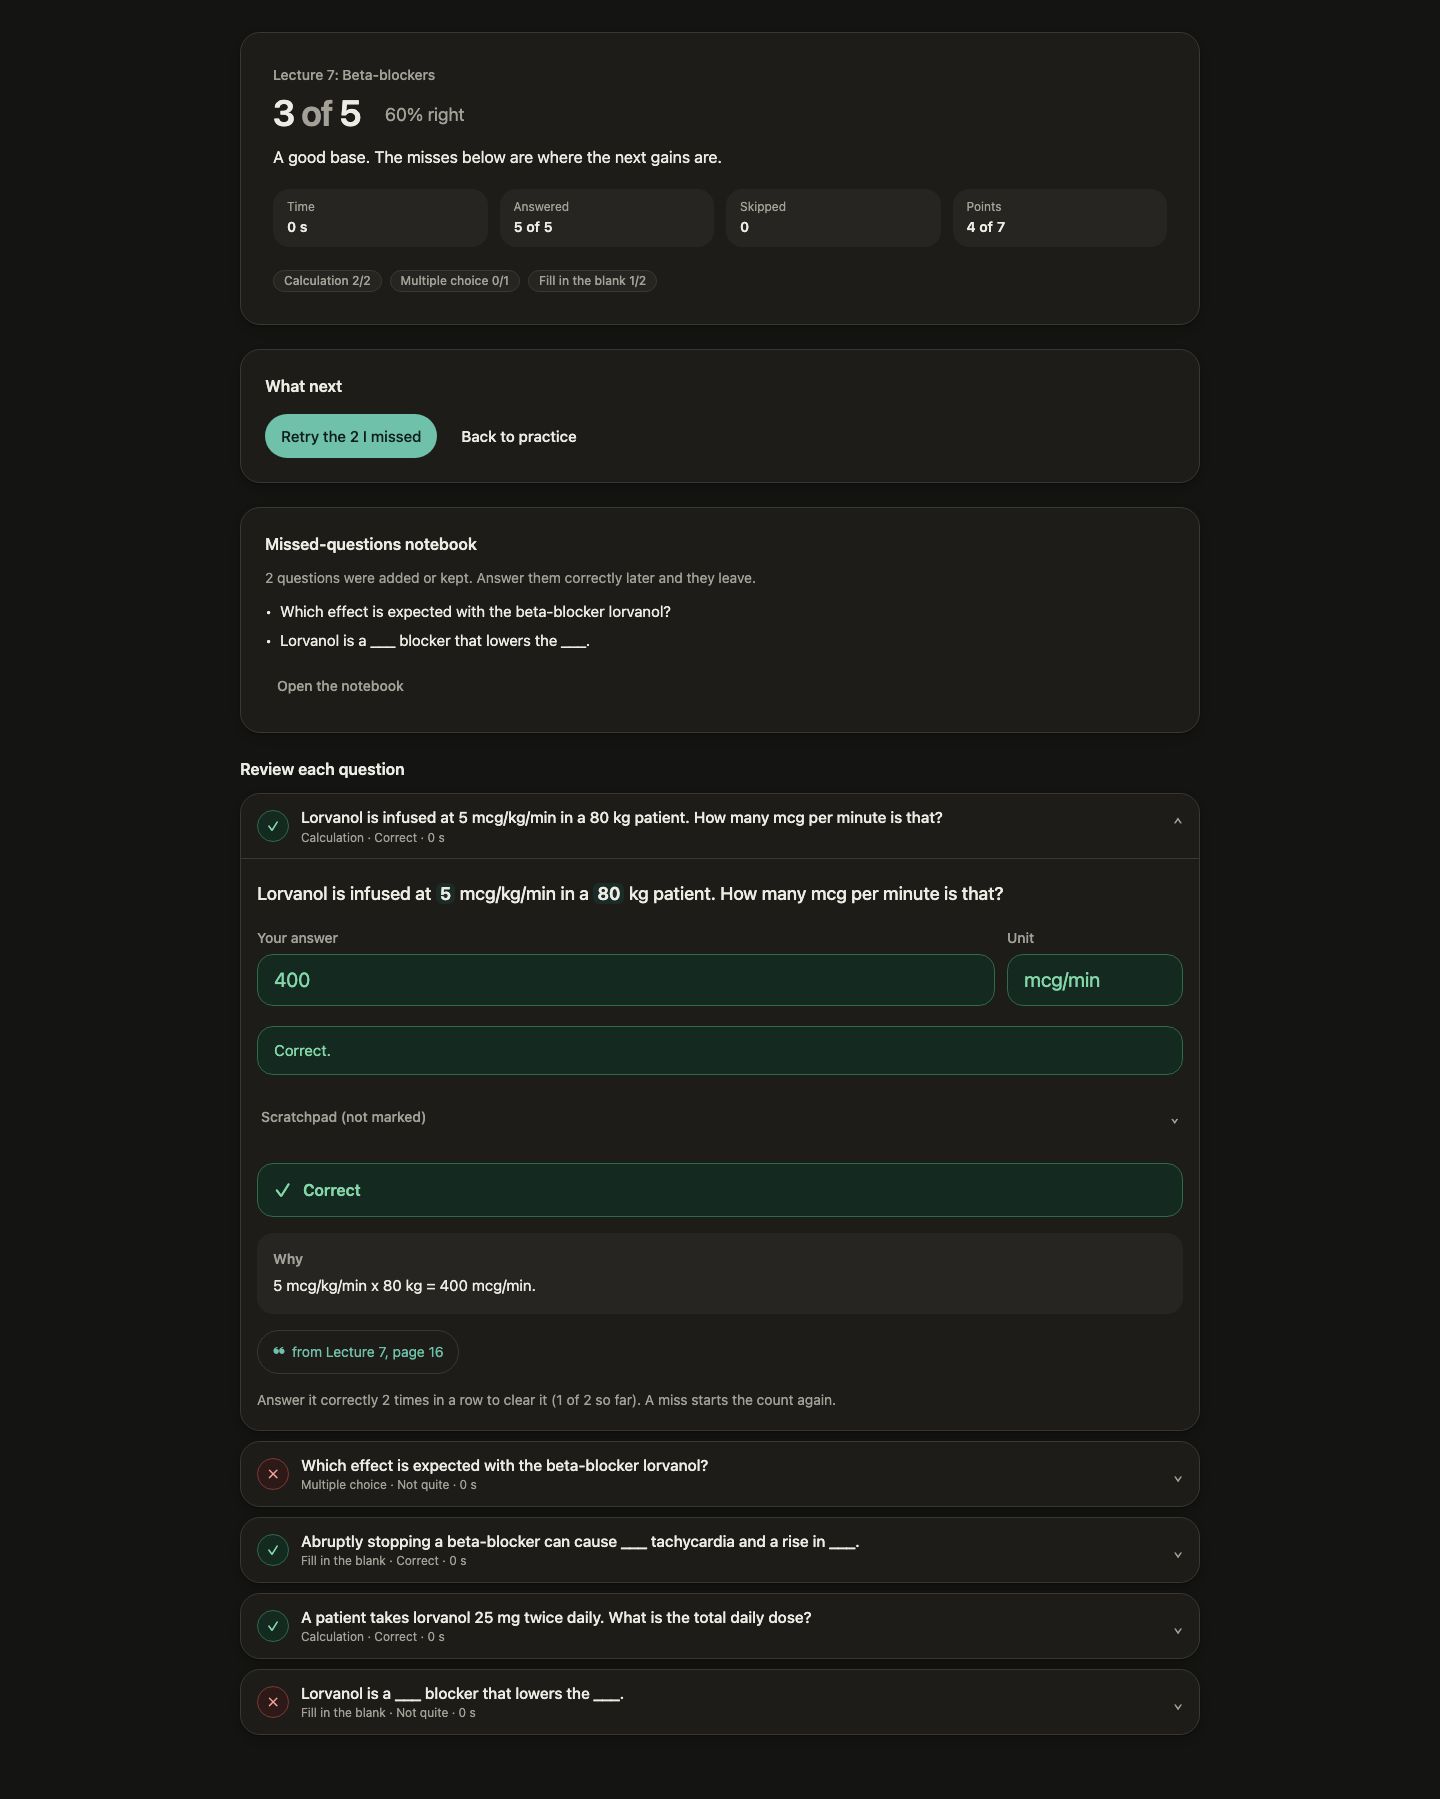 Lecture 7: Beta-blockers
3 of 5 60% right
A good base. The misses below are where the next gains are.
Time Answered Skipped Points
0 s 5 of 5 0 4 of 7
Calculation 2/2 Multiple choice 0/1 Fill in the blank 1/2
What next
Retry the 2 I missed Back to practice
Missed-questions notebook
2 questions were added or kept. Answer them correctly later and they leave.
• Which effect is expected with the beta-blocker lorvanol?
• Lorvanol is a ___ blocker that lowers the ___.
Open the notebook
Review each question
Lorvanol is infused at 5 mcg/kg/min in a 80 kg patient. How many mcg per minute is that?
Calculation · Correct · 0 s
Lorvanol is infused at 5 mcg/kg/min in a 80 kg patient. How many mcg per minute is that?
Your answer Unit
400 mcg/min
Correct.
Scratchpad (not marked)
✓ Correct
Why
5 mcg/kg/min x 80 kg = 400 mcg/min.
❝ from Lecture 7, page 16
Answer it correctly 2 times in a row to clear it (1 of 2 so far). A miss starts the count again.
Which effect is expected with the beta-blocker lorvanol?
Multiple choice · Not quite · 0 s
Abruptly stopping a beta-blocker can cause ___ tachycardia and a rise in ___.
Fill in the blank · Correct · 0 s
A patient takes lorvanol 25 mg twice daily. What is the total daily dose?
Calculation · Correct · 0 s
Lorvanol is a ___ blocker that lowers the ___.
Fill in the blank · Not quite · 0 s